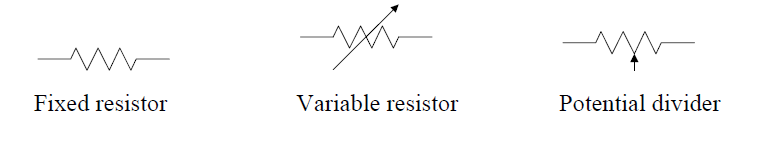 Fixed resistor
Variable resistor
Potential divider